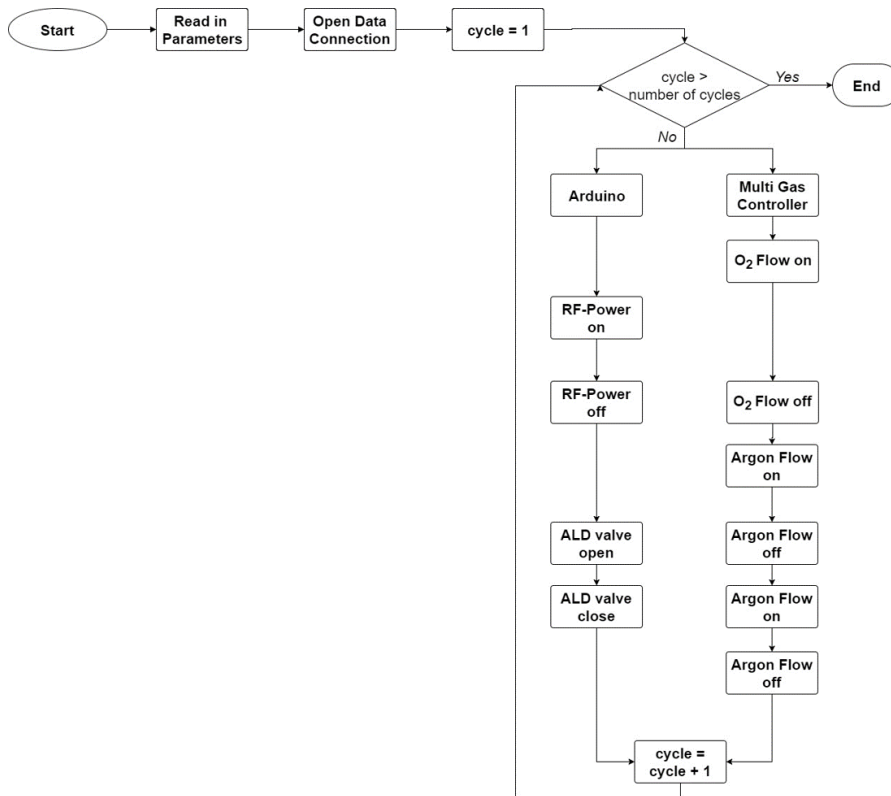 Start
Read in
Parameters
Open Data
Connection
cycle = 1
cycle >
number of cycles
Yes
End
No
Arduino
Multi Gas
Controller
O₂ Flow on
RF-Power
on
RF-Power
off
O₂ Flow off
Argon Flow
on
ALD valve
open
Argon Flow
off
ALD valve
close
Argon Flow
on
Argon Flow
off
cycle =
cycle + 1